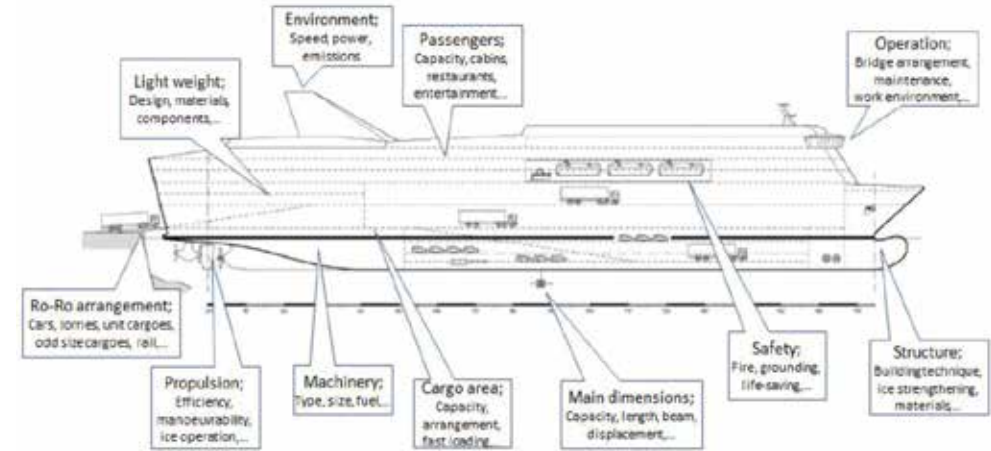 Environment;
Speed, power,
emissions
Passengers;
Capacity, cabins,
restaurants,
entertainment,...
Operation;
Bridge arrangement,
maintenance,
work environment,...
Light weight;
Design, materials,
components,...
Ro-Ro arrangement;
Cars, lorries, unit cargoes,
odd size cargoes, rail,...
Propulsion;
Efficiency,
manoeuvrability,
ice operation,...
Machinery;
Type, size, fuel,...
Cargo area;
Capacity,
arrangement,
fast loading,...
Main dimensions;
Capacity, length, beam,
displacement,...
Safety;
Fire, grounding,
life-saving,...
Structure;
Building technique,
ice strengthening,
materials,...